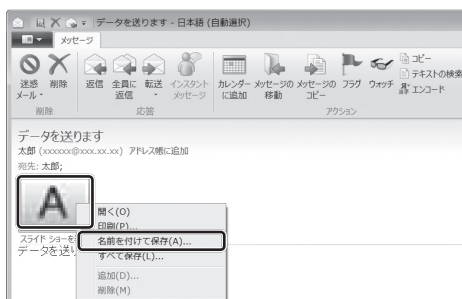 データを送ります - 日本語 (自動選択)
メッセージ
迷惑メール
削除
返信
全員に返信
転送
インスタントメッセージ
カレンダーに追加
メッセージの移動
メッセージのコピー
フラグ
ウォッチ
コピー
テキストの検索
エンコード
削除
応答
アクション
データを送ります
太郎 (xxxxxx@xxx.xx.xx) アドレス帳に追加
宛先: 太郎;
A
開く(O)
印刷(P)...
スライド ショーを
名前を付けて保存(A)...
データを送り
すべて保存(L)...
追加(D)...
削除(M)